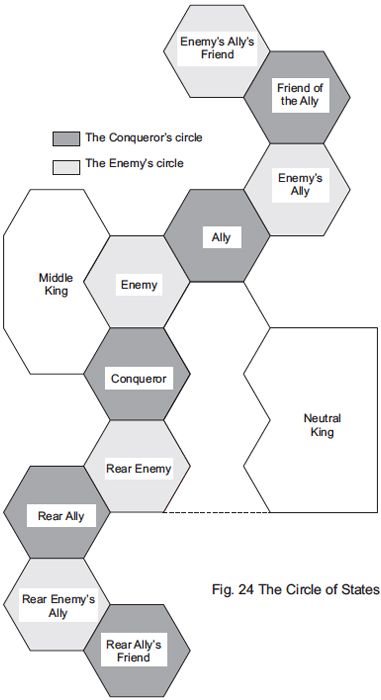 Enemy's Ally's
Friend
Friend of
the Ally
The Conqueror's circle
The Enemy's circle
Enemy's
Ally
Ally
Middle
King
Enemy
Conqueror
Neutral
King
Rear Enemy
Rear Ally
Fig. 24 The Circle of States
Rear Enemy's
Ally
Rear Ally's
Friend